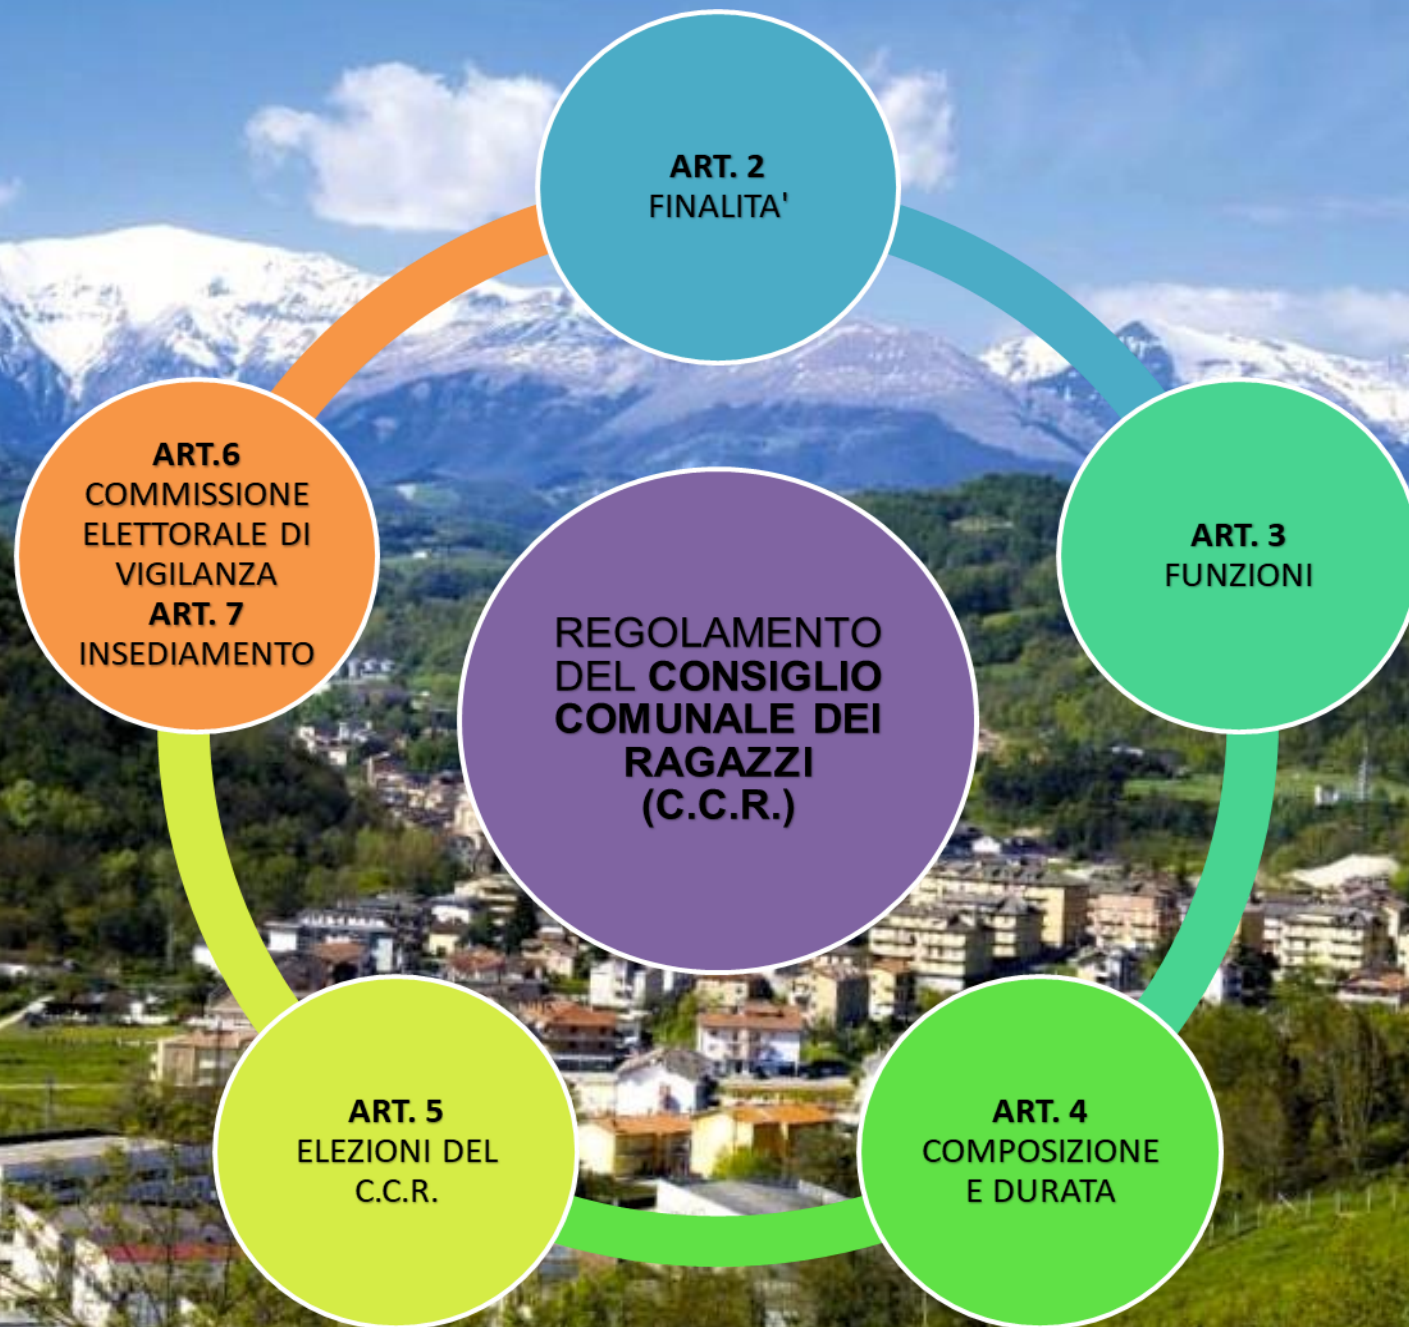 ART. 2
FINALITA'
ART. 3
FUNZIONI
ART. 4
COMPOSIZIONE
E DURATA
ART. 5
ELEZIONI DEL
C.C.R.
ART.6
COMMISSIONE
ELETTORALE DI
VIGILANZA
ART. 7
INSEDIAMENTO
REGOLAMENTO
DEL CONSIGLIO
COMUNALE DEI
RAGAZZI
(C.C.R.)